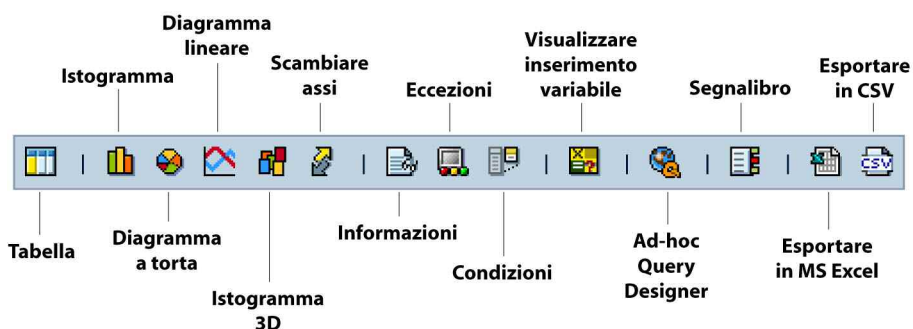 Diagramma
lineare
Istogramma
Scambiare
assi
Eccezioni
Visualizzare
inserimento
variabile
Segnalibro
Esportare
in CSV
X
?
CSV
Tabella
Diagramma
a torta
Istogramma
3D
Informazioni
Condizioni
Ad-hoc
Query
Designer
Esportare
in MS Excel